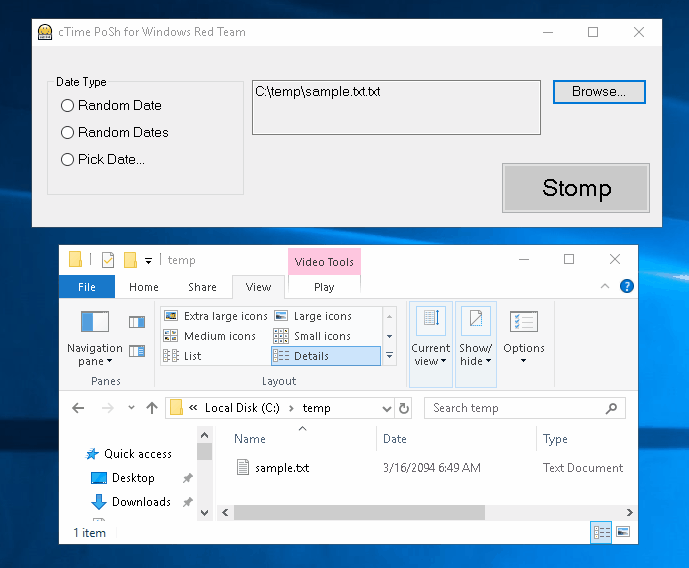 cTime PoSh for Windows Red Team
Date Type
Random Date
Random Dates
Pick Date...
C:\temp\sample.txt.txt
Browse...
Stomp
temp
Video Tools
File
Home
Share
View
Play
Navigation pane
Panes
Extra large icons
Large icons
Medium icons
Small icons
List
Details
Layout
Current view
Show/ hide
Options
« Local Disk (C:) > temp
Search temp
Name
Date
Type
Quick access
Desktop
Downloads
sample.txt
3/16/2094 6:49 AM
Text Document
1 item